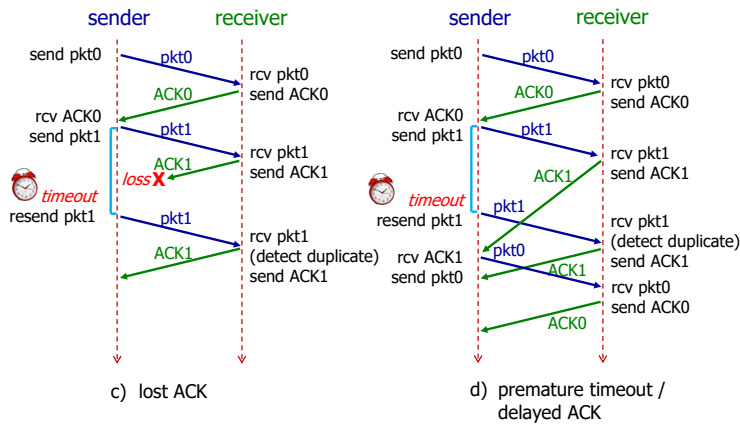 sender
receiver
send pkt0
pkt0
rcv pkt0
send ACK0
ACK0
rcv ACK0
send pkt1
pkt1
rcv pkt1
send ACK1
ACK1
loss X
timeout
resend pkt1
pkt1
rcv pkt1
(detect duplicate)
send ACK1
ACK1
c) lost ACK
sender
receiver
send pkt0
pkt0
rcv pkt0
send ACK0
ACK0
rcv ACK0
send pkt1
pkt1
rcv pkt1
send ACK1
ACK1
timeout
resend pkt1
pkt1
rcv pkt1
(detect duplicate)
send ACK1
rcv ACK1
send pkt0
pkt0
ACK1
rcv pkt0
send ACK0
ACK0
d) premature timeout /
delayed ACK